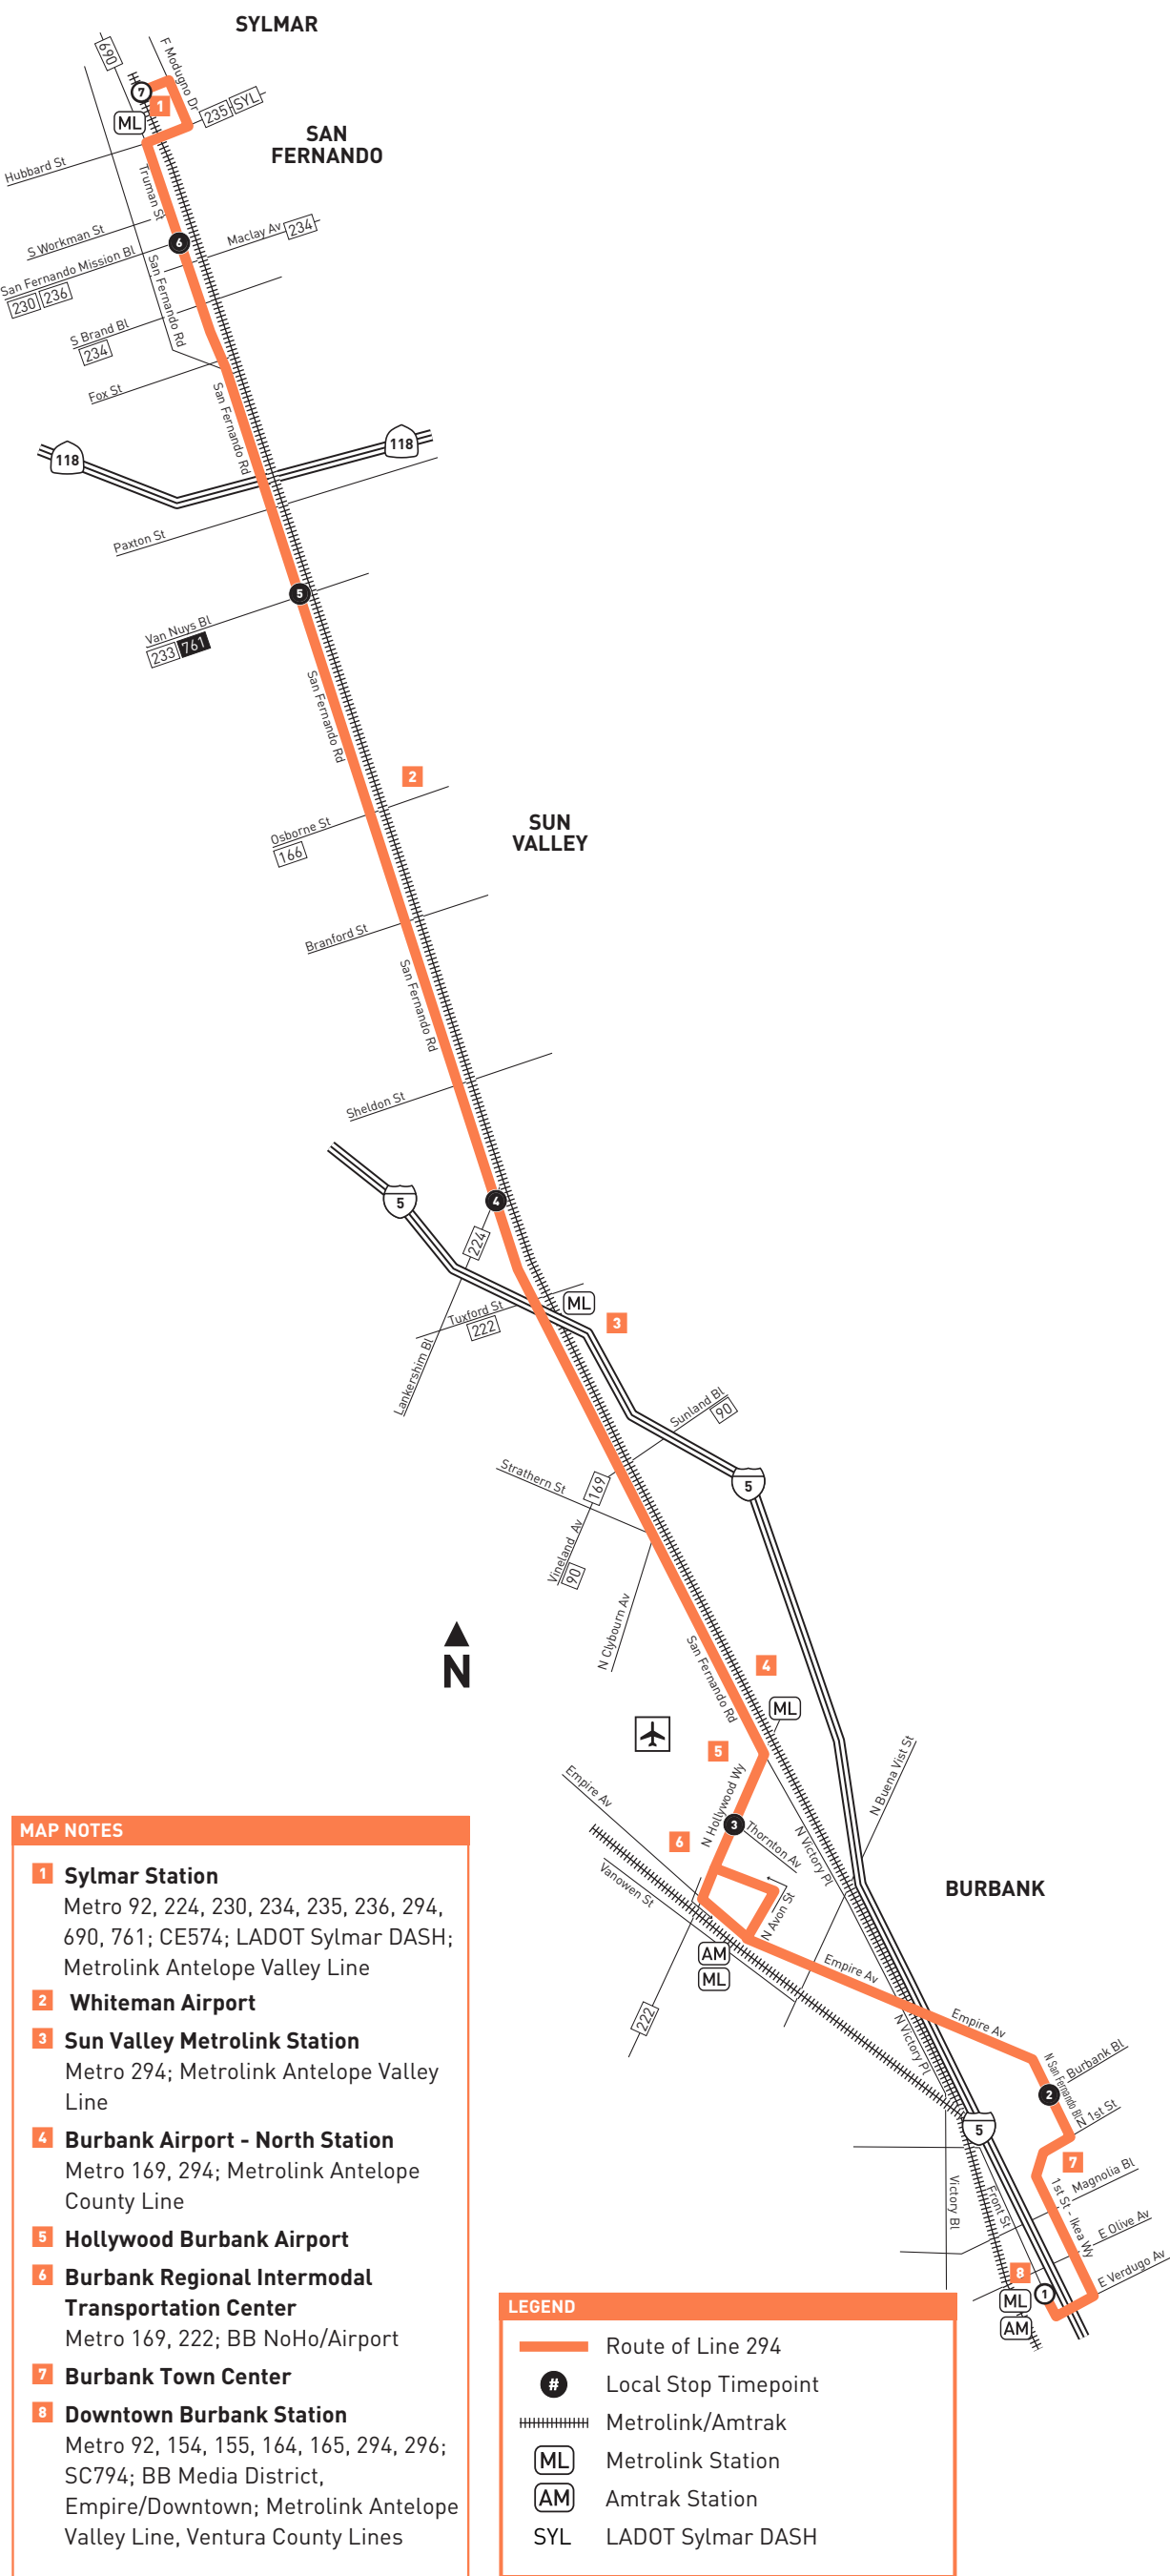 SYLMAR
690
F Modugno Dr
7
1
235 SYL
ML
SAN
FERNANDO
Hubbard St
Truman St
S Workman St
6
Maclay Av 234
San Fernando Mission Bl
230 236
San Fernando Rd
S Brand Bl
234
Fox St
San Fernando Rd
118
118
Paxton St
5
Van Nuys Bl
233 761
San Fernando Rd
2
Osborne St
166
SUN
VALLEY
Branford St
San Fernando Rd
Sheldon St
5
4
224
ML
3
Tuxford St
222
Lankershim Bl
Sunland Bl
90
Strathern St
169
5
Vineland Av
90
N Clybourn Av
N
San Fernando Rd
4
ML
5
N Buena Vist St
Empire Av
N Hollywood Wy
3
Thornton Av
N Victory Pl
6
Vanowen St
N Avon St
BURBANK
AM
ML
Empire Av
222
Empire Av
N Victory Pl
N San Fernando Bl
Burbank Bl
2
N 1st St
5
7
Magnolia Bl
Victory Bl
Front St
1st St - Ikea Wy
E Olive Av
E Verdugo Av
8
1
ML
AM
MAP NOTES
1 Sylmar Station
Metro 92, 224, 230, 234, 235, 236, 294,
690, 761; CE574; LADOT Sylmar DASH;
Metrolink Antelope Valley Line
2 Whiteman Airport
3 Sun Valley Metrolink Station
Metro 294; Metrolink Antelope Valley
Line
4 Burbank Airport - North Station
Metro 169, 294; Metrolink Antelope
County Line
5 Hollywood Burbank Airport
6 Burbank Regional Intermodal
Transportation Center
Metro 169, 222; BB NoHo/Airport
7 Burbank Town Center
8 Downtown Burbank Station
Metro 92, 154, 155, 164, 165, 294, 296;
SC794; BB Media District,
Empire/Downtown; Metrolink Antelope
Valley Line, Ventura County Lines
LEGEND
Route of Line 294
# Local Stop Timepoint
Metrolink/Amtrak
ML Metrolink Station
AM Amtrak Station
SYL LADOT Sylmar DASH